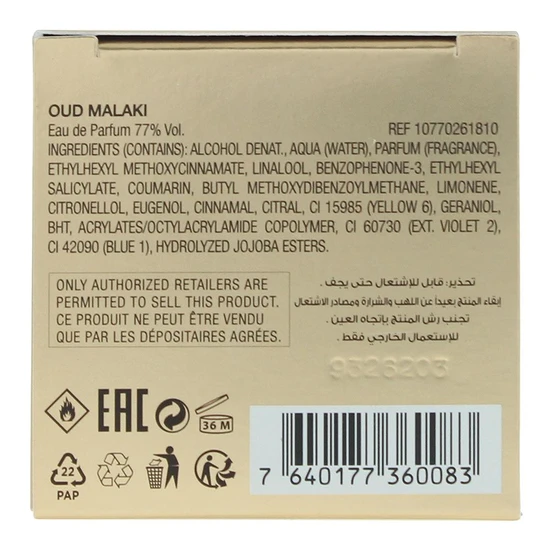 OUD MALAKI
Eau de Parfum 77% Vol.
REF 10770261810
INGREDIENTS (CONTAINS): ALCOHOL DENAT., AQUA (WATER), PARFUM (FRAGRANCE),
ETHYLHEXYL METHOXYCINNAMATE, LINALOOL, BENZOPHENONE-3, ETHYLHEXYL
SALICYLATE, COUMARIN, BUTYL METHOXYDIBENZOYLMETHANE, LIMONENE,
CITRONELLOL, EUGENOL, CINNAMAL, CITRAL, CI 15985 (YELLOW 6), GERANIOL,
BHT, ACRYLATES/OCTYLACRYLAMIDE COPOLYMER, CI 60730 (EXT. VIOLET 2),
CI 42090 (BLUE 1), HYDROLYZED JOJOBA ESTERS.
ONLY AUTHORIZED RETAILERS ARE
PERMITTED TO SELL THIS PRODUCT.
CE PRODUIT NE PEUT ÊTRE VENDU
QUE PAR LES DÉPOSITAIRES AGRÉES.
تحذير: قابل للإشتعال حتى يجف.
إبقاء المنتج بعيداً عن اللهب والشرارة ومصادر الاشتعال
تجنب رش المنتج بإتجاه العين.
للإستعمال الخارجي فقط.
9326203
EAC
36 M
22
PAP
7 640177 360083